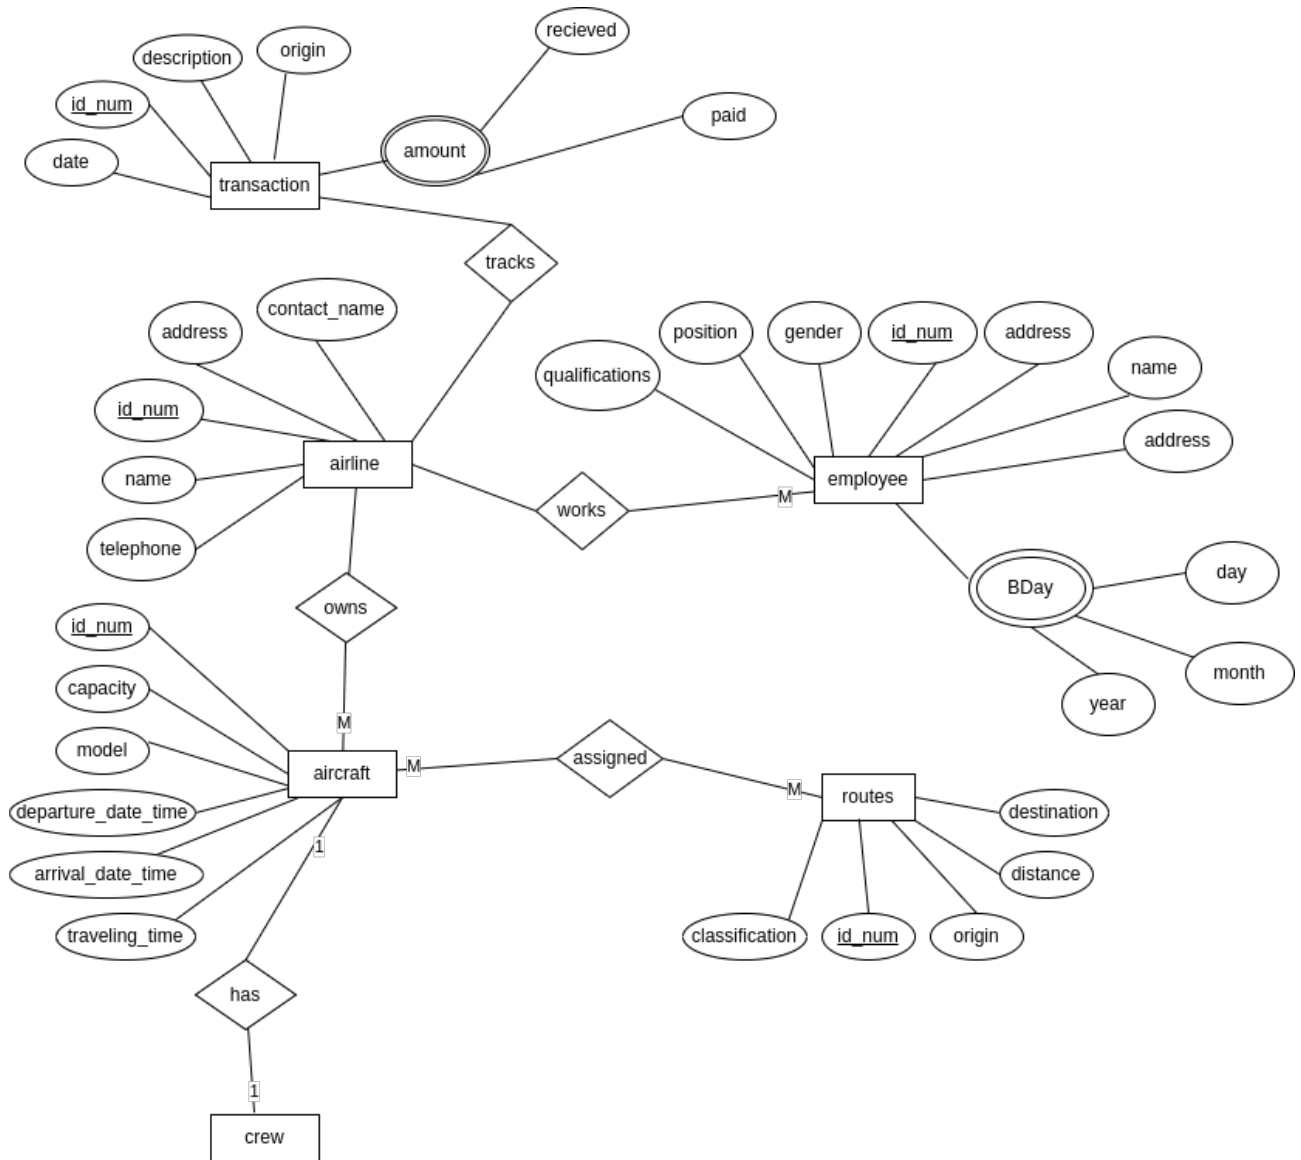 recieved
origin
description
id_num
paid
amount
date
transaction
tracks
contact_name
address
position
gender
id_num
address
name
qualifications
id_num
address
airline
name
employee
works
telephone
BDay
day
owns
id_num
month
capacity
year
M
M
model
aircraft
M
assigned
M
routes
departure_date_time
destination
1
arrival_date_time
distance
traveling_time
classification
id_num
origin
has
1
crew